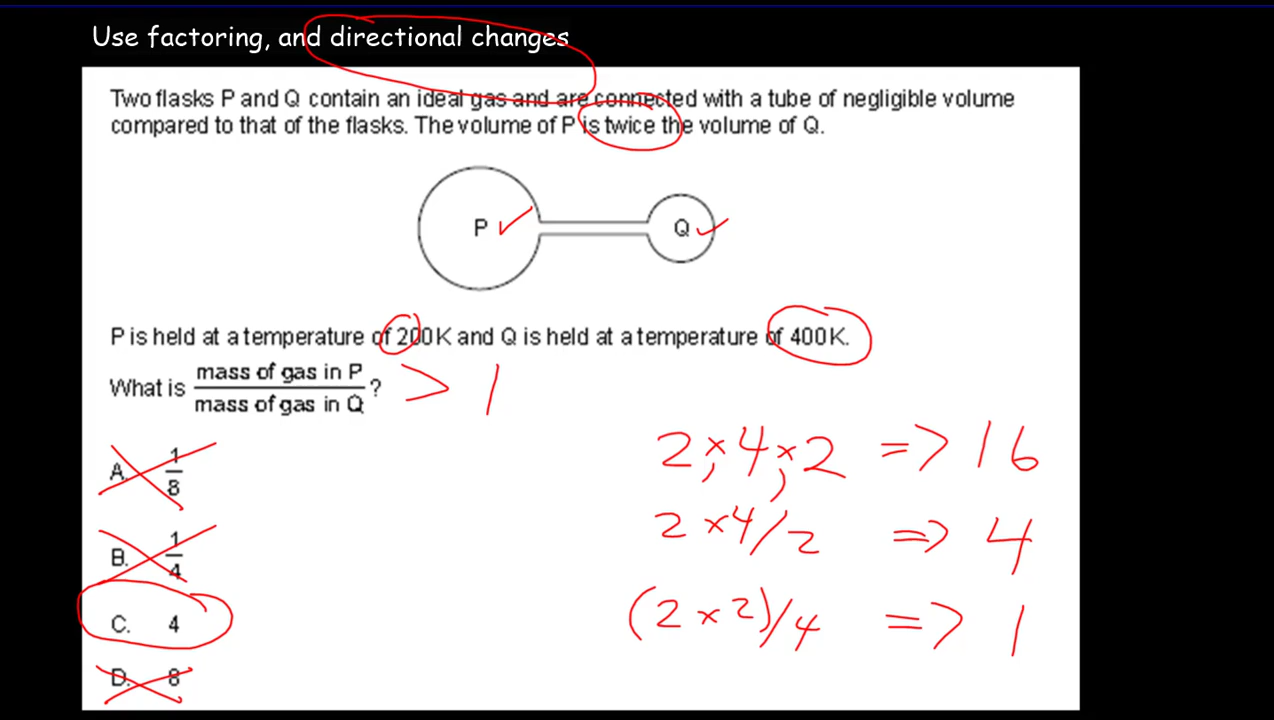 Use factoring, and directional changes
Two flasks P and Q contain an ideal gas and are connected with a tube of negligible volume
compared to that of the flasks. The volume of P is twice the volume of Q.
P Q
P is held at a temperature of 200K and Q is held at a temperature of 400K.
mass of gas in P
What is ? > 1
mass of gas in Q
2 × 4 × 2 => 16
A. 1/8
2 × 4 / 2 => 4
B. 1/4
(2 × 2) / 4 => 1
C. 4
D. 8